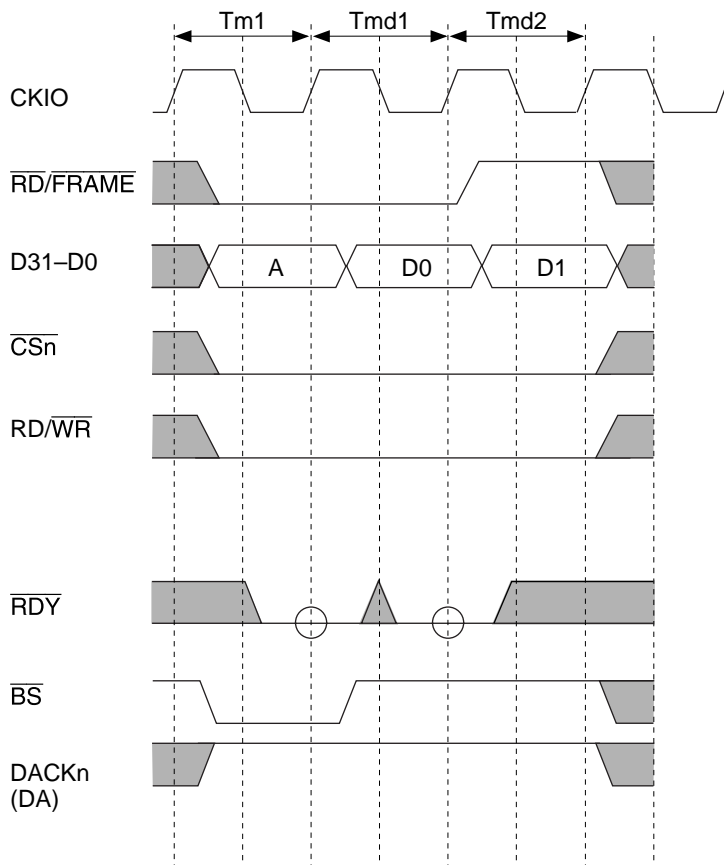 Tm1 Tmd1 Tmd2
CKIO
RD/FRAME
D31–D0 A D0 D1
CSn
RD/WR
RDY
BS
DACKn
(DA)